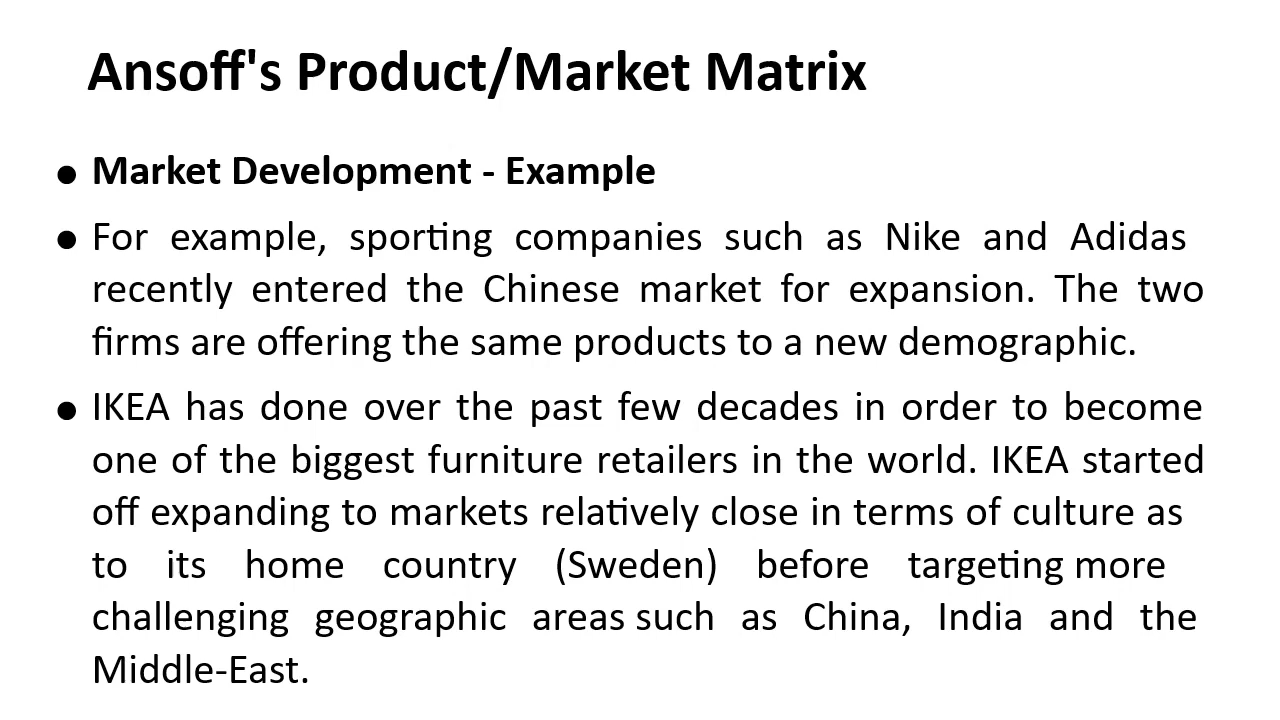 Ansoff's Product/Market Matrix
● Market Development - Example
● For example, sporting companies such as Nike and Adidas
recently entered the Chinese market for expansion. The two
firms are offering the same products to a new demographic.
● IKEA has done over the past few decades in order to become
one of the biggest furniture retailers in the world. IKEA started
off expanding to markets relatively close in terms of culture as
to its home country (Sweden) before targeting more
challenging geographic areas such as China, India and the
Middle-East.